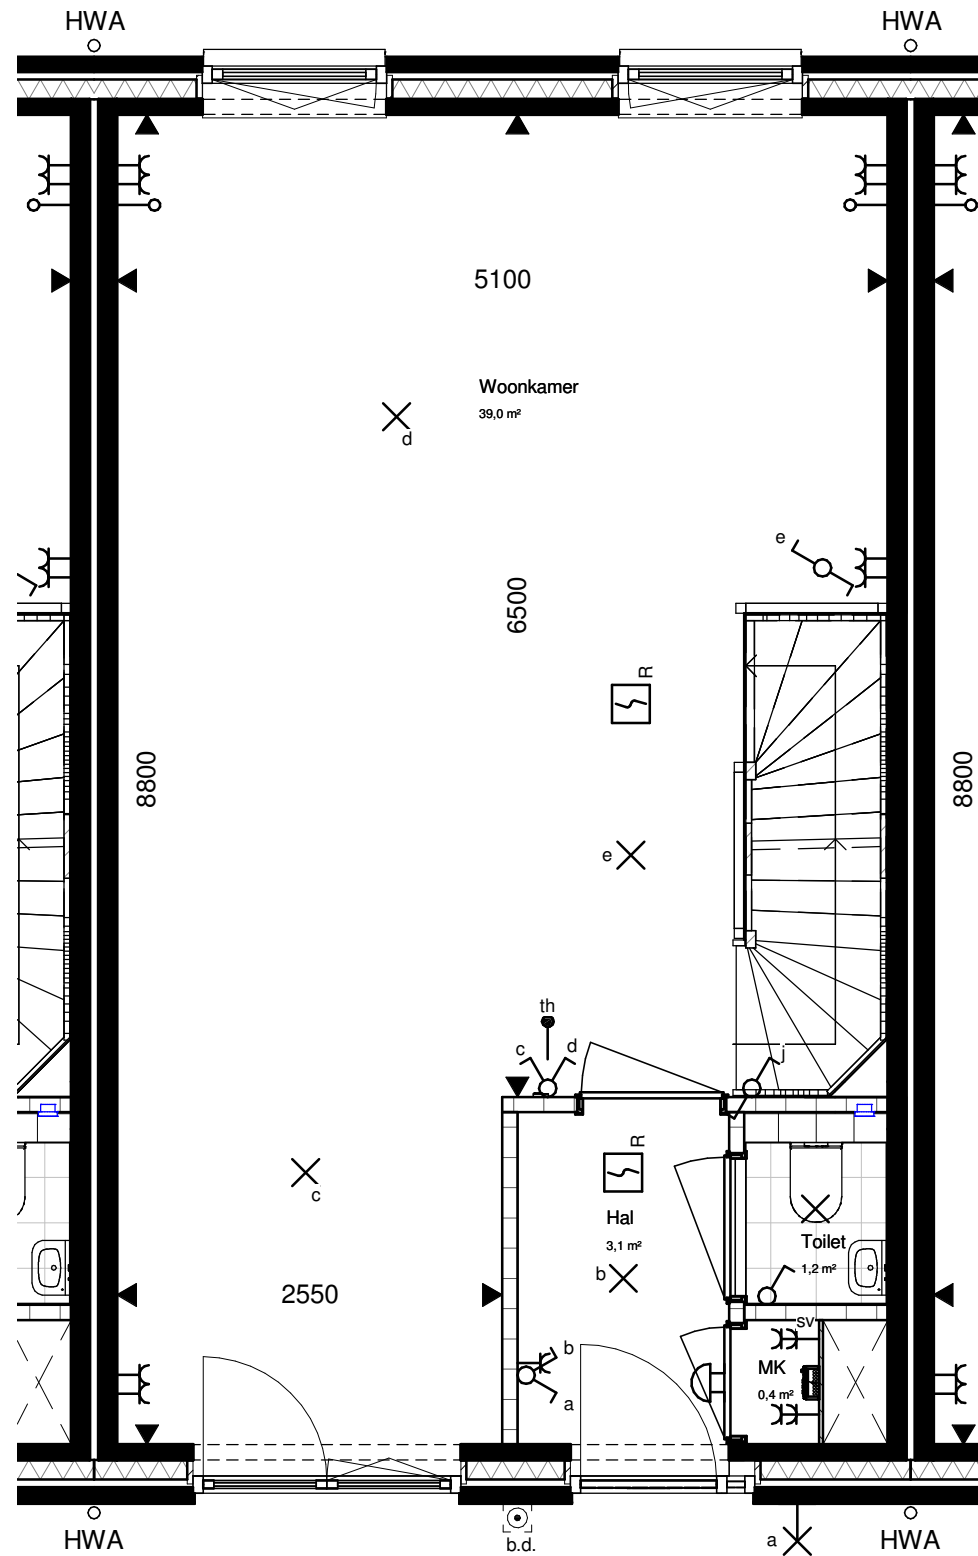 HWA
HWA
5100
Woonkamer
39,0 m²
d
e
6500
R
8800
8800
e
th
c
d
j
R
c
Hal
3,1 m²
b
Toilet
1,2 m²
2550
SV
b
a
MK
0,4 m²
HWA
b.d.
a
HWA